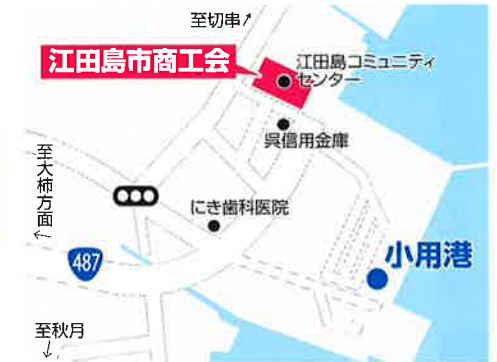 至切串
江田島市商工会
江田島コミュニティ
センター
呉信用金庫
至大柿方面
にき歯科医院
487
小用港
至秋月